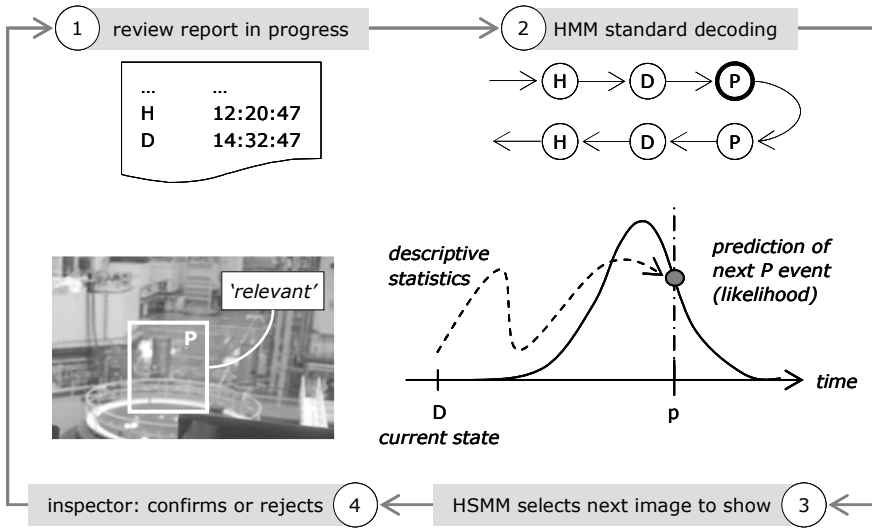 1 review report in progress
2 HMM standard decoding
... ...
H 12:20:47
D 14:32:47
H D P
H D P
descriptive
statistics
prediction of
next P event
(likelihood)
'relevant'
P
time
D
p
current state
inspector: confirms or rejects 4
HSMM selects next image to show 3